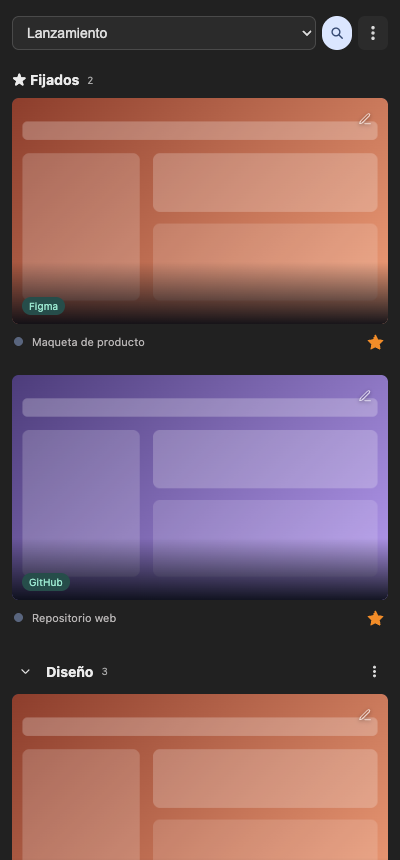 Lanzamiento
Fijados 2
Figma
Maqueta de producto
GitHub
Repositorio web
Diseño 3